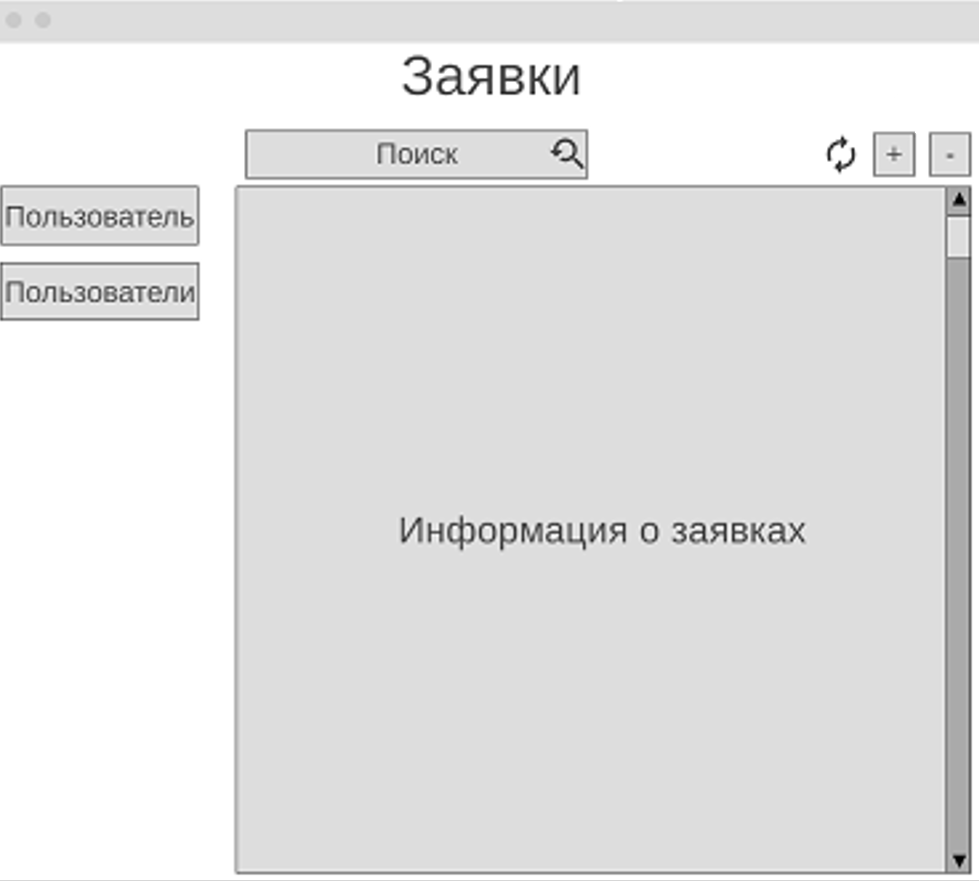 Заявки
Поиск
+
-
Пользователь
Пользователи
Информация о заявках